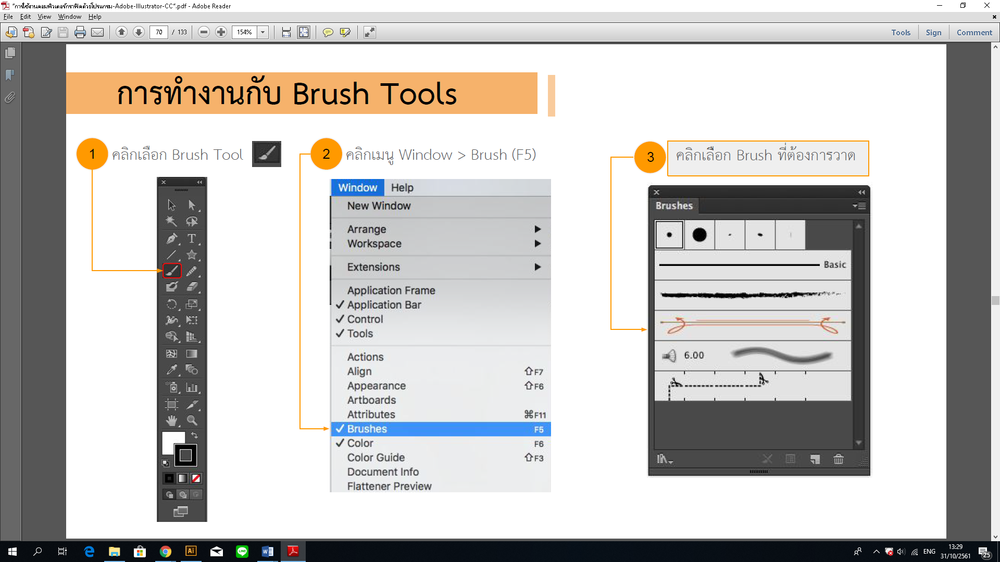 "การใช้งานคอมพิวเตอร์กราฟิคด้วยโปรแกรม-Adobe-Illustrator-CC".pdf - Adobe Reader
File Edit View Window Help
70 / 133 154% Tools Sign Comment
การทำงานกับ Brush Tools
1 คลิกเลือก Brush Tool
2 คลิกเมนู Window > Brush (F5)
3 คลิกเลือก Brush ที่ต้องการวาด
Window Help
New Window
Arrange
Workspace
Extensions
Application Frame
✓ Application Bar
✓ Control
✓ Tools
Actions
Align ⇧F7
Appearance ⇧F6
Artboards
Attributes ⌘F11
✓ Brushes F5
✓ Color F6
Color Guide ⇧F3
Document Info
Flattener Preview
Brushes
Basic
6.00
T
Ai
ENG
13:29
31/10/2561
25